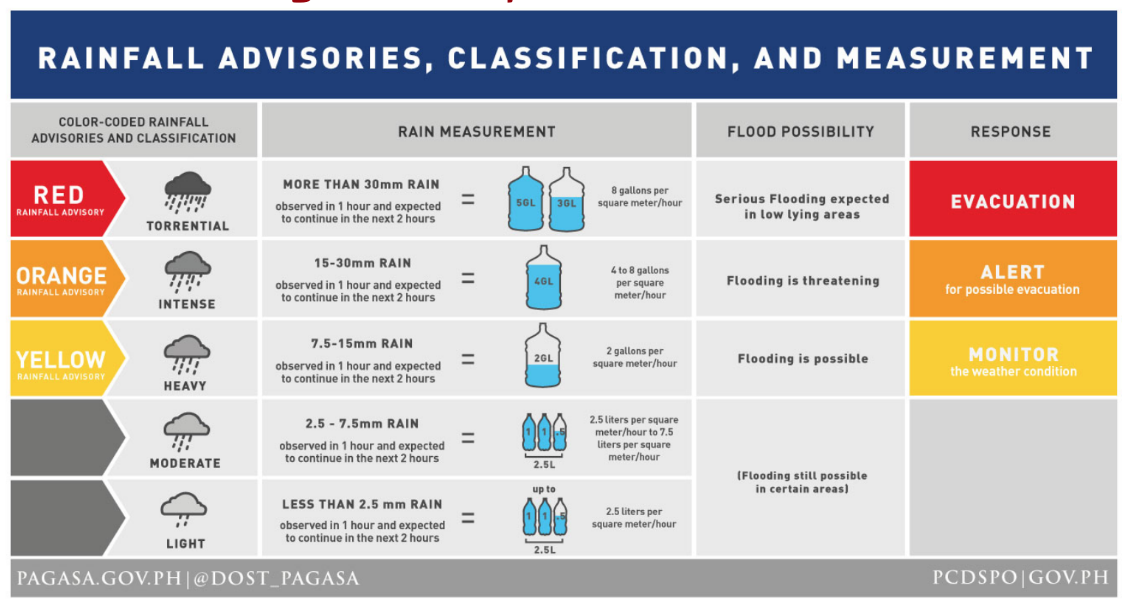 RAINFALL ADVISORIES, CLASSIFICATION, AND MEASUREMENT
COLOR-CODED RAINFALL
ADVISORIES AND CLASSIFICATION
RAIN MEASUREMENT
FLOOD POSSIBILITY
RESPONSE
RED
RAINFALL ADVISORY
TORRENTIAL
MORE THAN 30mm RAIN
observed in 1 hour and expected
to continue in the next 2 hours
=
5GL
3GL
8 gallons per
square meter/hour
Serious Flooding expected
in low lying areas
EVACUATION
ORANGE
RAINFALL ADVISORY
INTENSE
15-30mm RAIN
observed in 1 hour and expected
to continue in the next 2 hours
=
4GL
4 to 8 gallons
per square
meter/hour
Flooding is threatening
ALERT
for possible evacuation
YELLOW
RAINFALL ADVISORY
HEAVY
7.5-15mm RAIN
observed in 1 hour and expected
to continue in the next 2 hours
=
2GL
2 gallons per
square meter/hour
Flooding is possible
MONITOR
the weather condition
MODERATE
2.5 - 7.5mm RAIN
observed in 1 hour and expected
to continue in the next 2 hours
=
1 1 .5
2.5L
2.5 liters per square
meter/hour to 7.5
liters per square
meter/hour
(Flooding still possible
in certain areas)
LIGHT
LESS THAN 2.5 mm RAIN
observed in 1 hour and expected
to continue in the next 2 hours
=
up to
1 1 .5
2.5L
2.5 liters per
square meter/hour
PAGASA.GOV.PH|@DOST_PAGASA
PCDSPO|GOV.PH